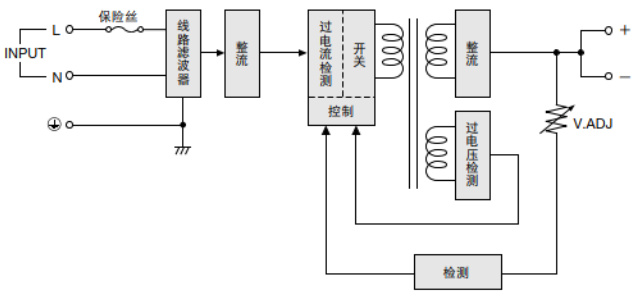 保险丝
L
INPUT
N
线路滤波器
整流
过电流检测
开关
控制
整流
过电压检测
+
−
V.ADJ
检测